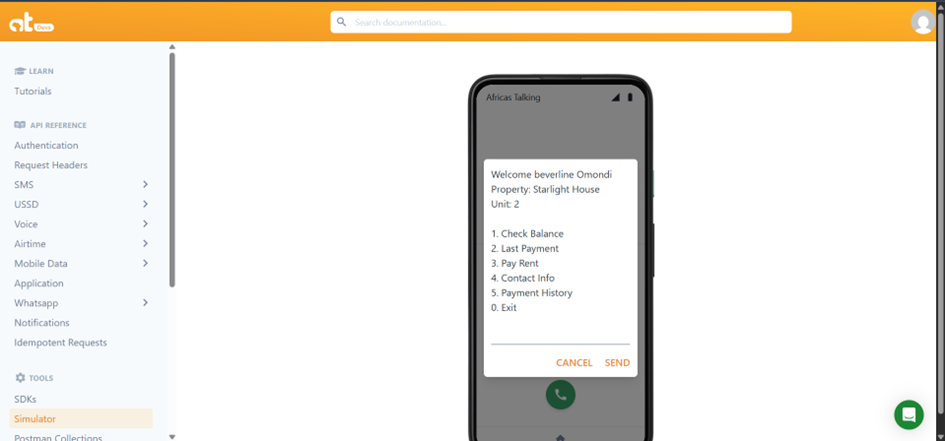 at Devs
Search documentation...
LEARN
Tutorials
API REFERENCE
Authentication
Request Headers
SMS
USSD
Voice
Airtime
Mobile Data
Application
Whatsapp
Notifications
Idempotent Requests
TOOLS
SDKs
Simulator
Postman Collections
Africas Talking
Welcome beverline Omondi
Property: Starlight House
Unit: 2
1. Check Balance
2. Last Payment
3. Pay Rent
4. Contact Info
5. Payment History
0. Exit
CANCEL SEND